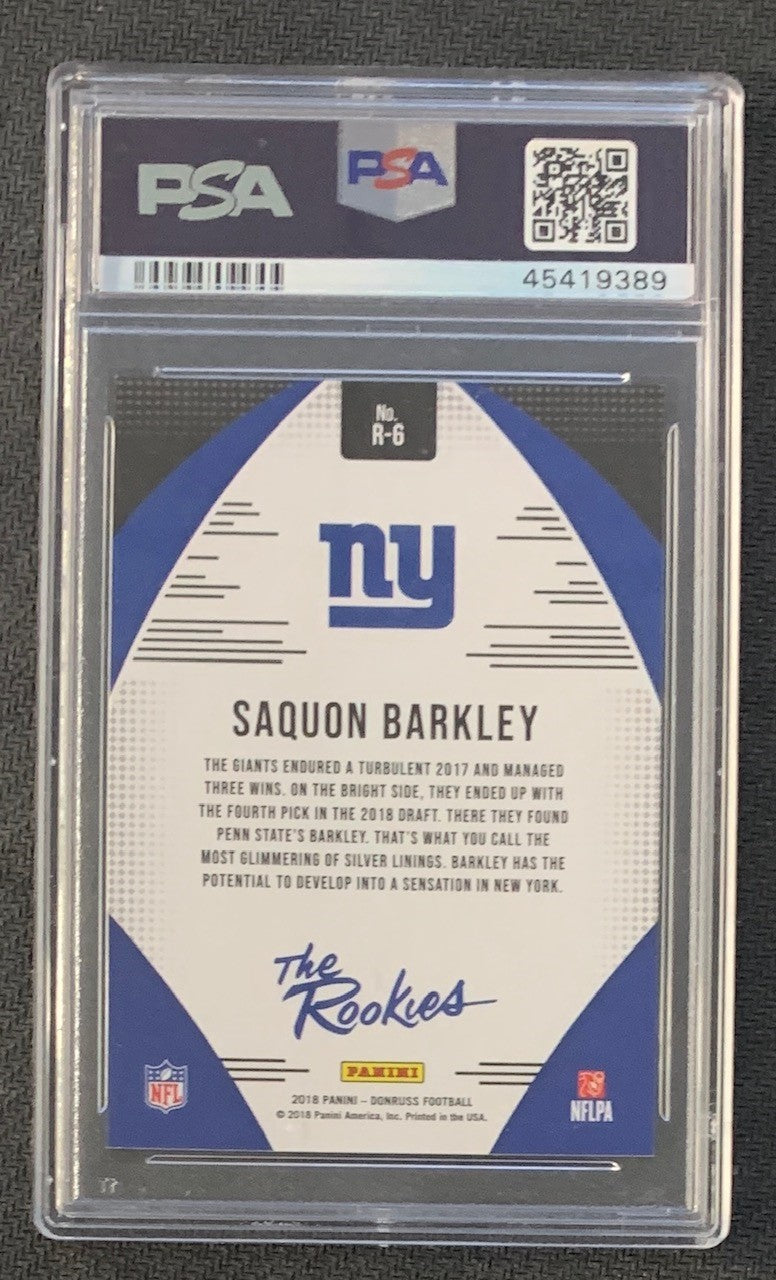 PSA PSA
45419389
No.
R-6
ny
SAQUON BARKLEY
THE GIANTS ENDURED A TURBULENT 2017 AND MANAGED
THREE WINS. ON THE BRIGHT SIDE, THEY ENDED UP WITH
THE FOURTH PICK IN THE 2018 DRAFT. THERE THEY FOUND
PENN STATE'S BARKLEY. THAT'S WHAT YOU CALL THE
MOST GLIMMERING OF SILVER LININGS. BARKLEY HAS THE
POTENTIAL TO DEVELOP INTO A SENSATION IN NEW YORK.
The
Rookies
PANINI
NFL
NFLPA
2018 PANINI – DONRUSS FOOTBALL
© 2018 Panini America, Inc. Printed in the USA.